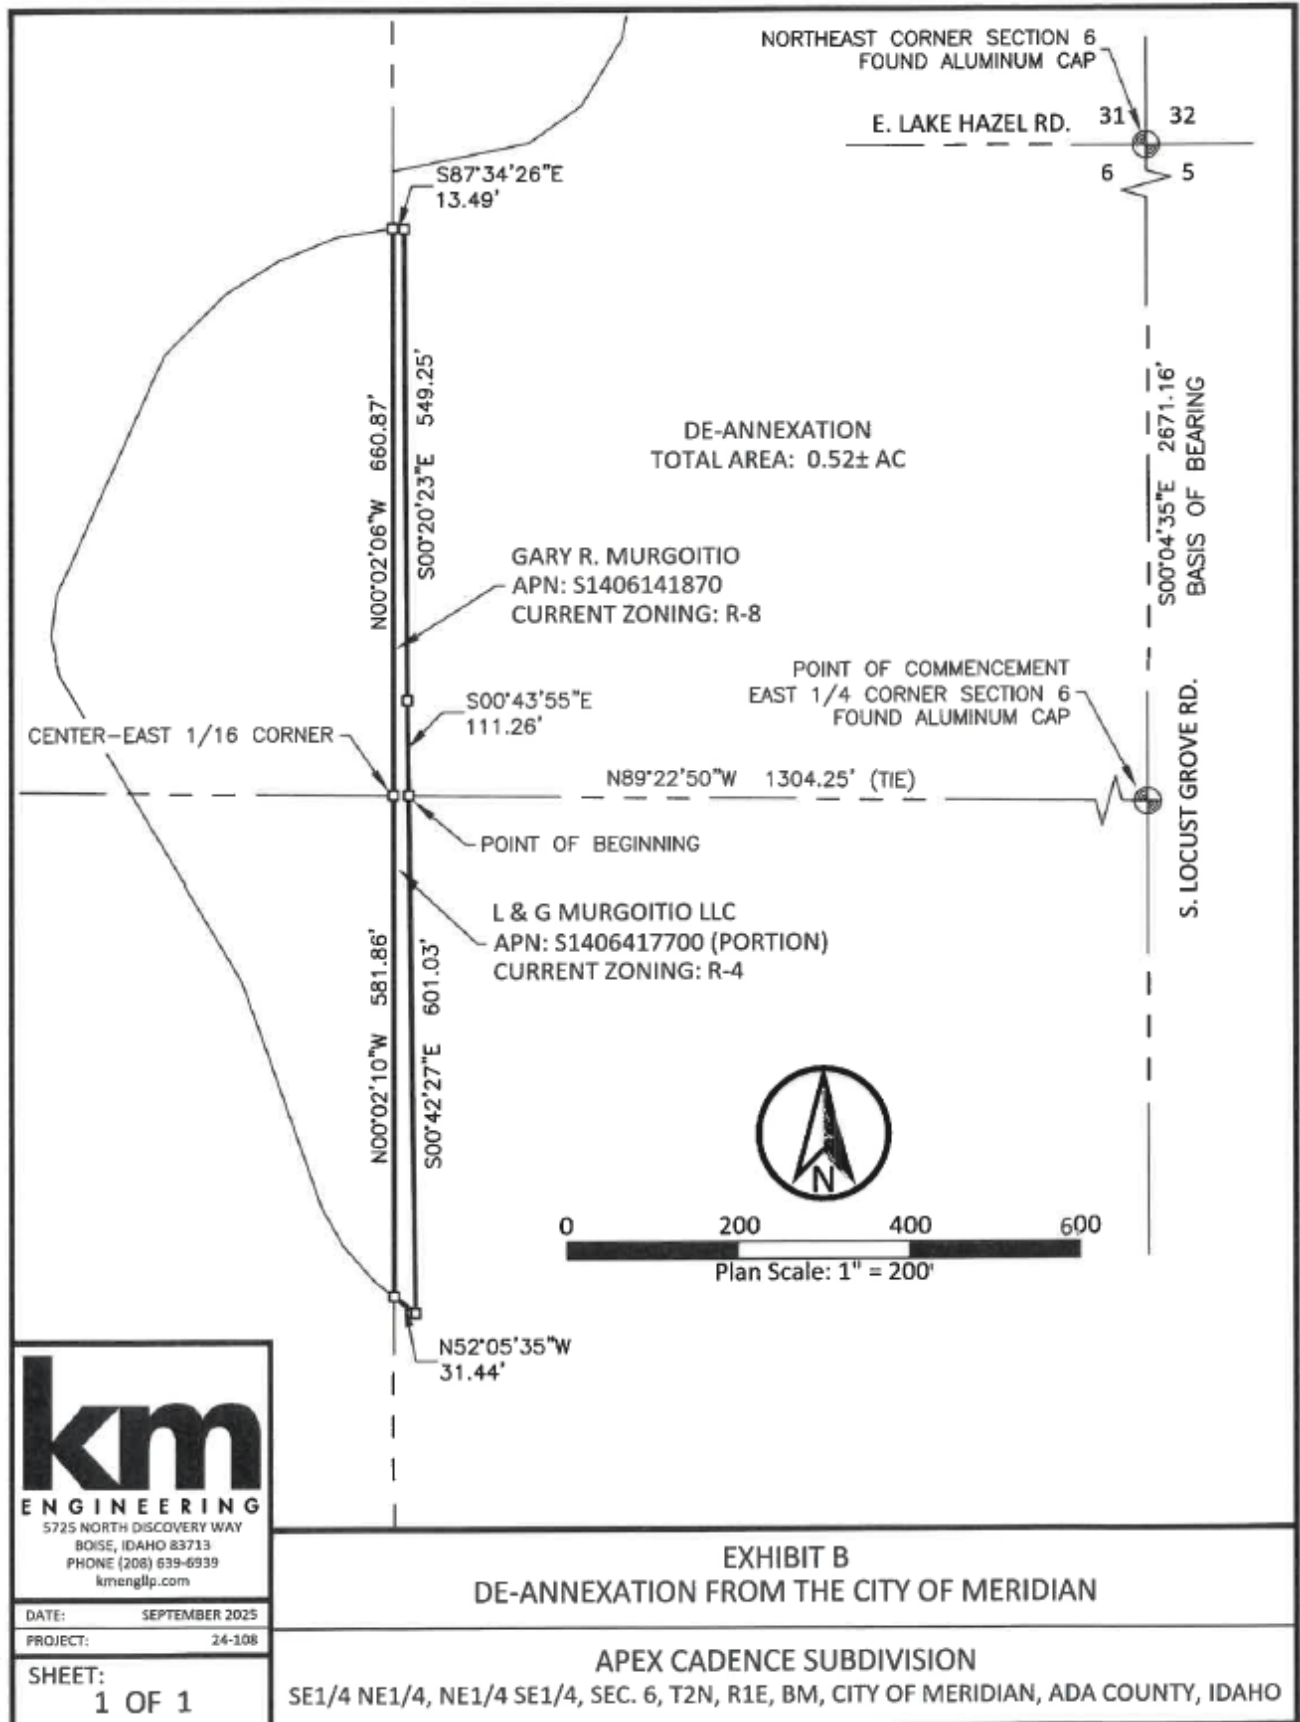 NORTHEAST CORNER SECTION 6
FOUND ALUMINUM CAP
E. LAKE HAZEL RD.
31 32
6 5
S87°34'26"E
13.49'
N00°02'06"W 660.87'
S00°20'23"E 549.25'
DE-ANNEXATION
TOTAL AREA: 0.52± AC
S00°04'35"E 2671.16'
BASIS OF BEARING
GARY R. MURGOITIO
APN: S1406141870
CURRENT ZONING: R-8
POINT OF COMMENCEMENT
EAST 1/4 CORNER SECTION 6
FOUND ALUMINUM CAP
S00°43'55"E
111.26'
CENTER-EAST 1/16 CORNER
N89°22'50"W 1304.25' (TIE)
S. LOCUST GROVE RD.
POINT OF BEGINNING
L & G MURGOITIO LLC
APN: S1406417700 (PORTION)
CURRENT ZONING: R-4
N00°02'10"W 581.86'
S00°42'27"E 601.03'
N
0 200 400 600
Plan Scale: 1" = 200'
N52°05'35"W
31.44'
km
ENGINEERING
5725 NORTH DISCOVERY WAY
BOISE, IDAHO 83713
PHONE (208) 639-6939
kmengllp.com
DATE: SEPTEMBER 2025
PROJECT: 24-108
SHEET:
1 OF 1
EXHIBIT B
DE-ANNEXATION FROM THE CITY OF MERIDIAN
APEX CADENCE SUBDIVISION
SE1/4 NE1/4, NE1/4 SE1/4, SEC. 6, T2N, R1E, BM, CITY OF MERIDIAN, ADA COUNTY, IDAHO